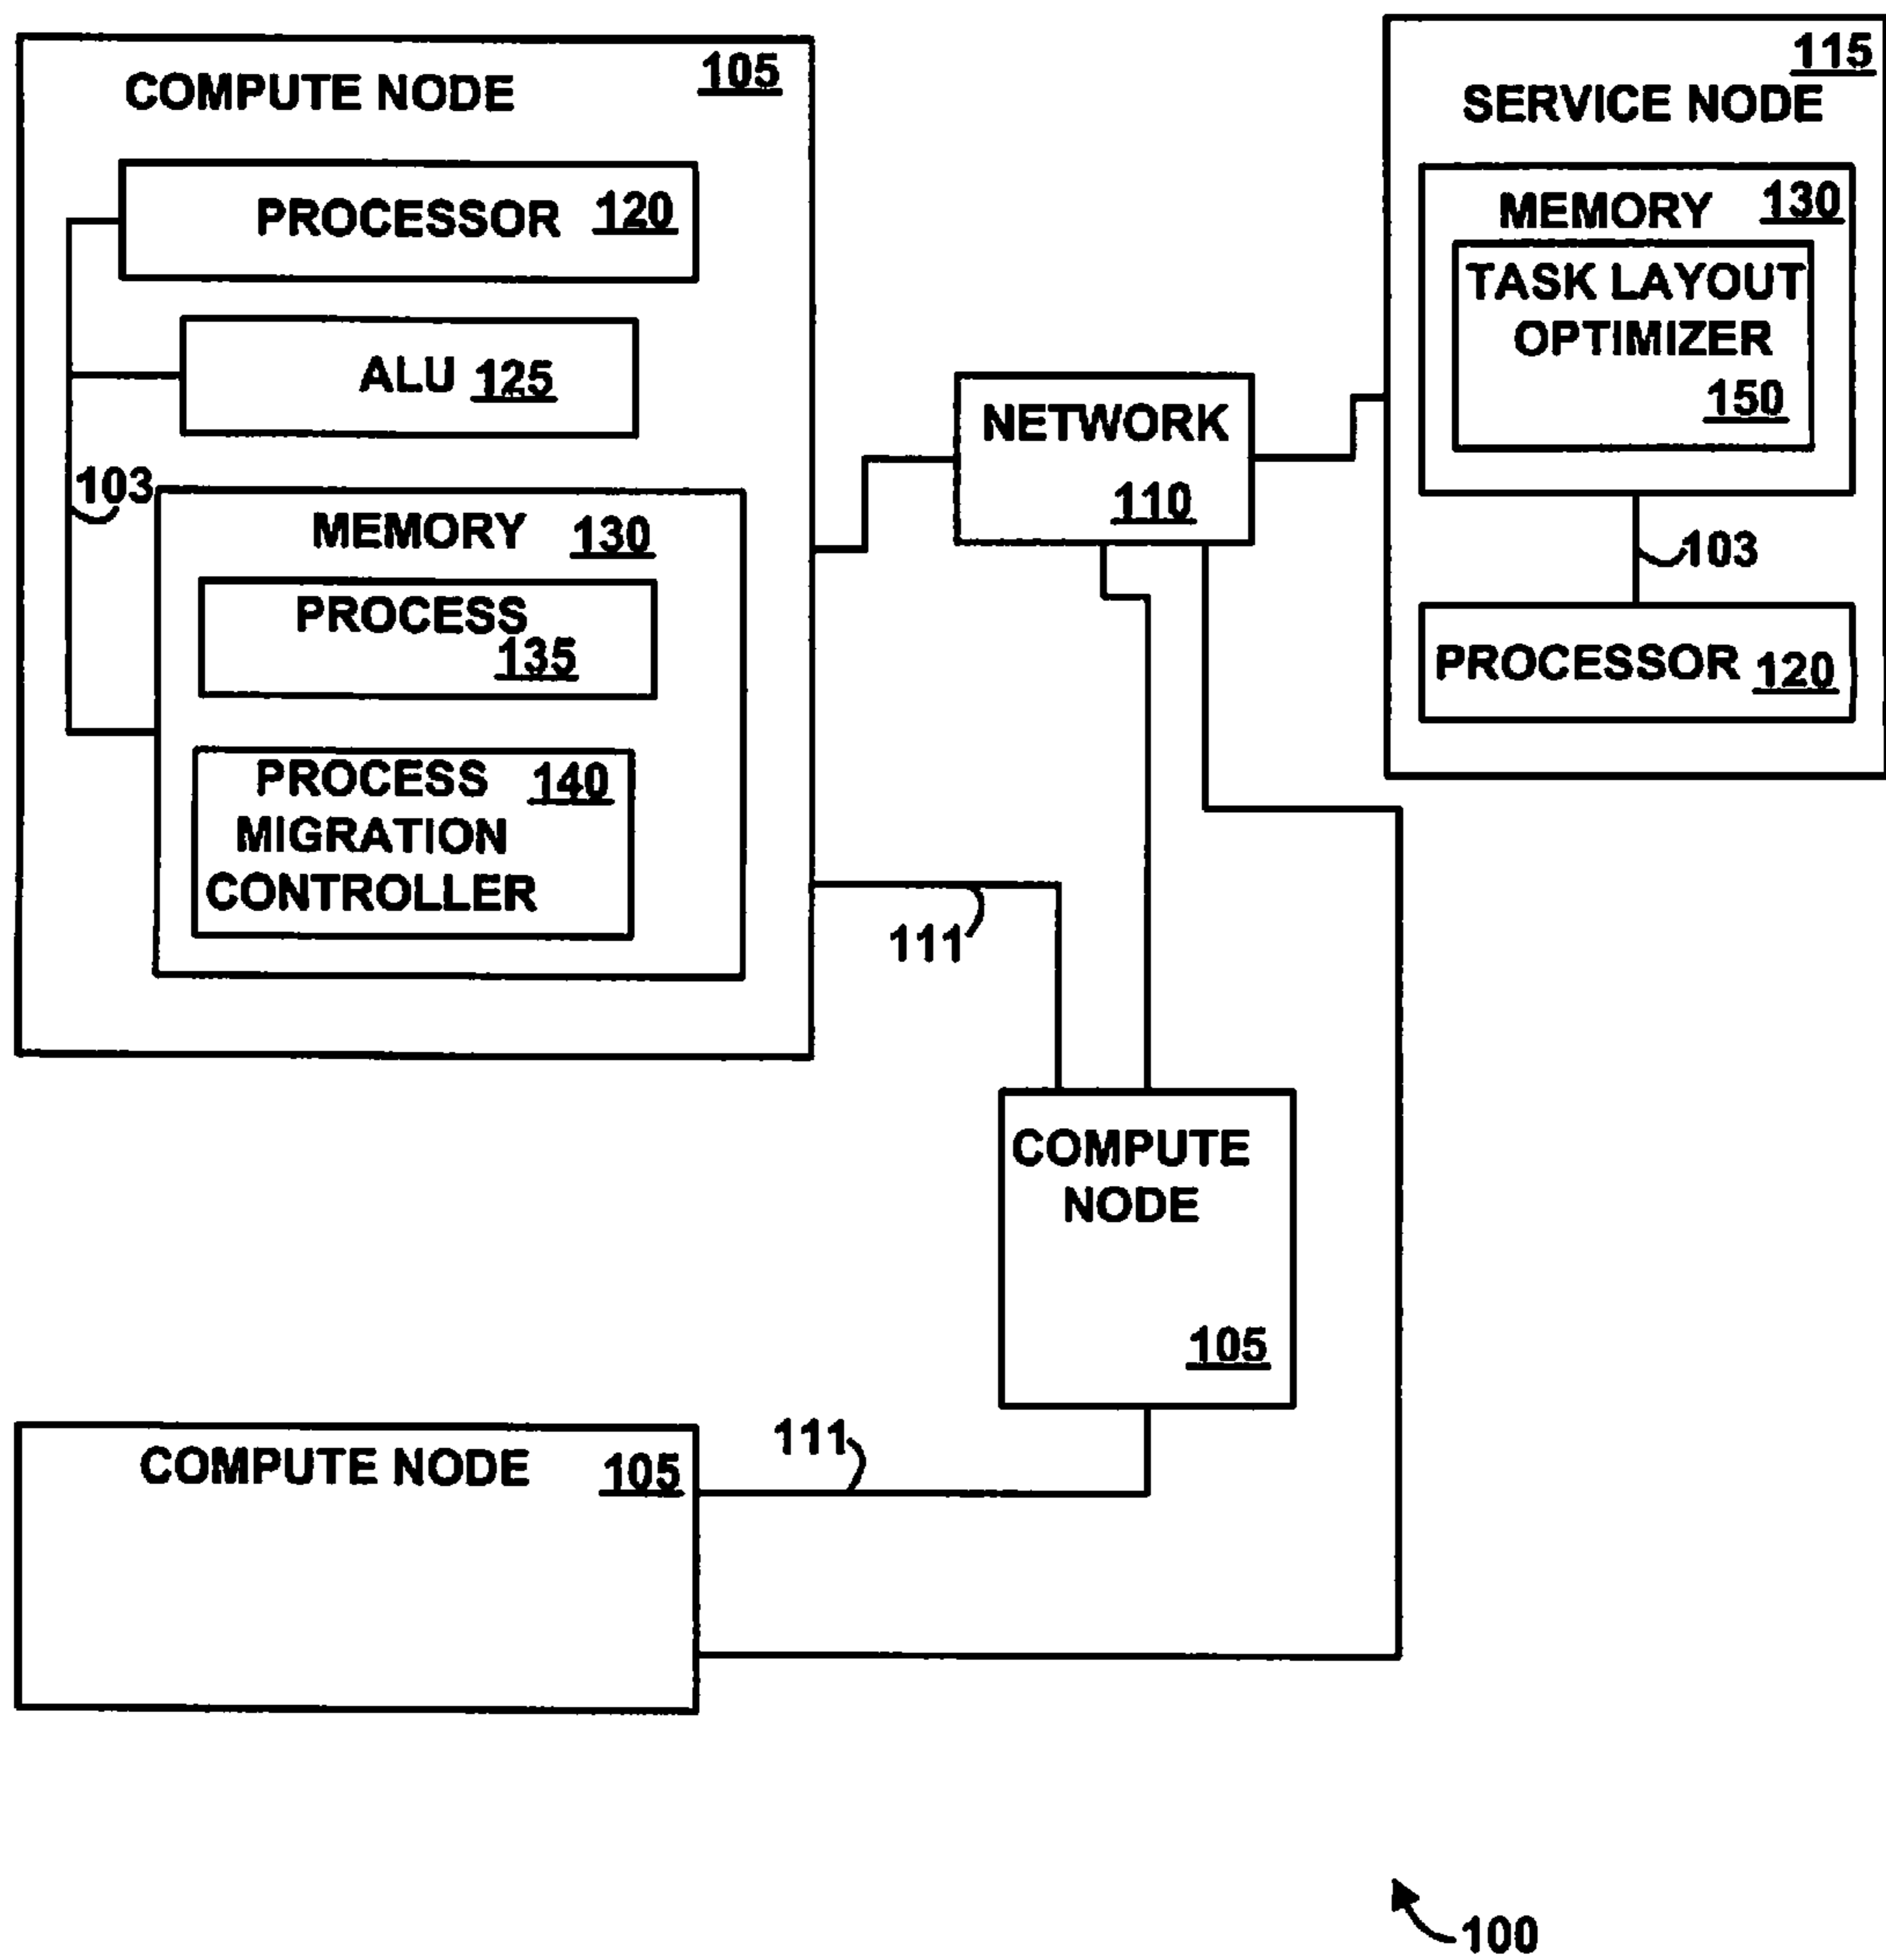 COMPUTE NODE 105
PROCESSOR 120
ALU 125
103
MEMORY 130
PROCESS
135
PROCESS 140
MIGRATION
CONTROLLER
NETWORK
110
115
SERVICE NODE
MEMORY 130
TASK LAYOUT
OPTIMIZER
150
103
PROCESSOR 120
111
COMPUTE
NODE
105
111
COMPUTE NODE 105
100